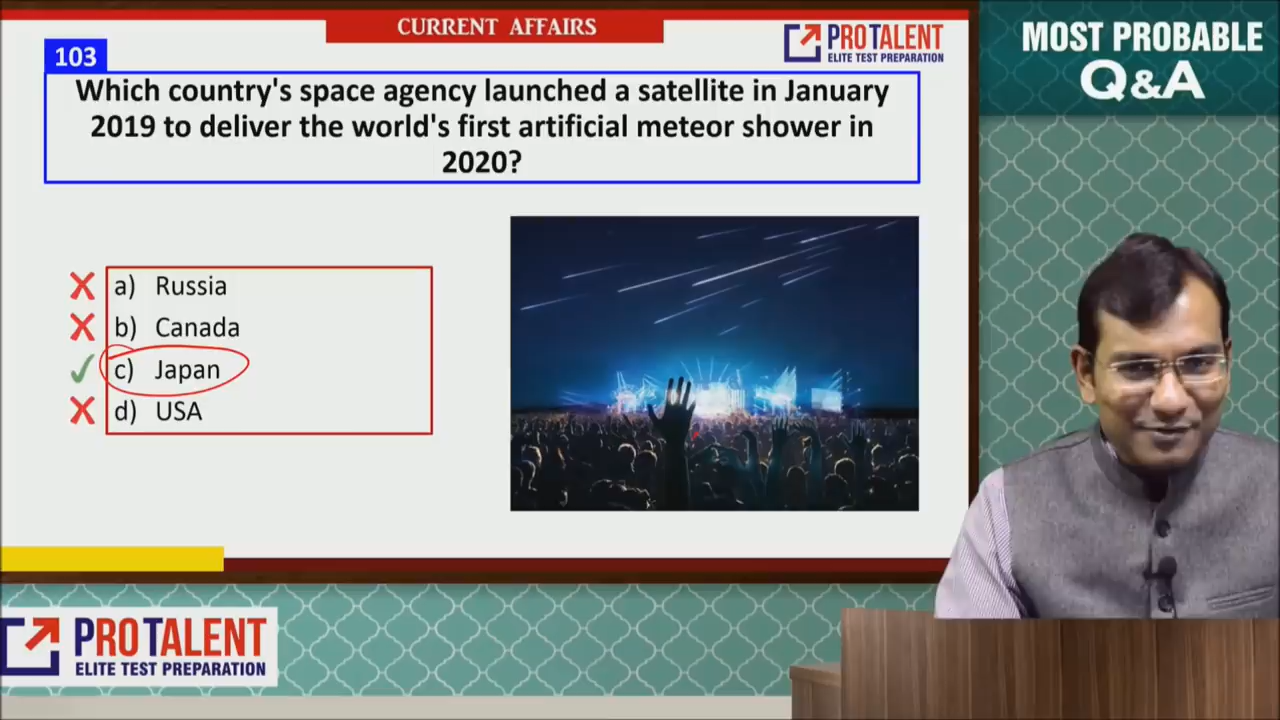 CURRENT AFFAIRS
PROTALENT
ELITE TEST PREPARATION
MOST PROBABLE
Q&A
103
Which country's space agency launched a satellite in January
2019 to deliver the world's first artificial meteor shower in
2020?
a) Russia
b) Canada
c) Japan
d) USA
PROTALENT
ELITE TEST PREPARATION